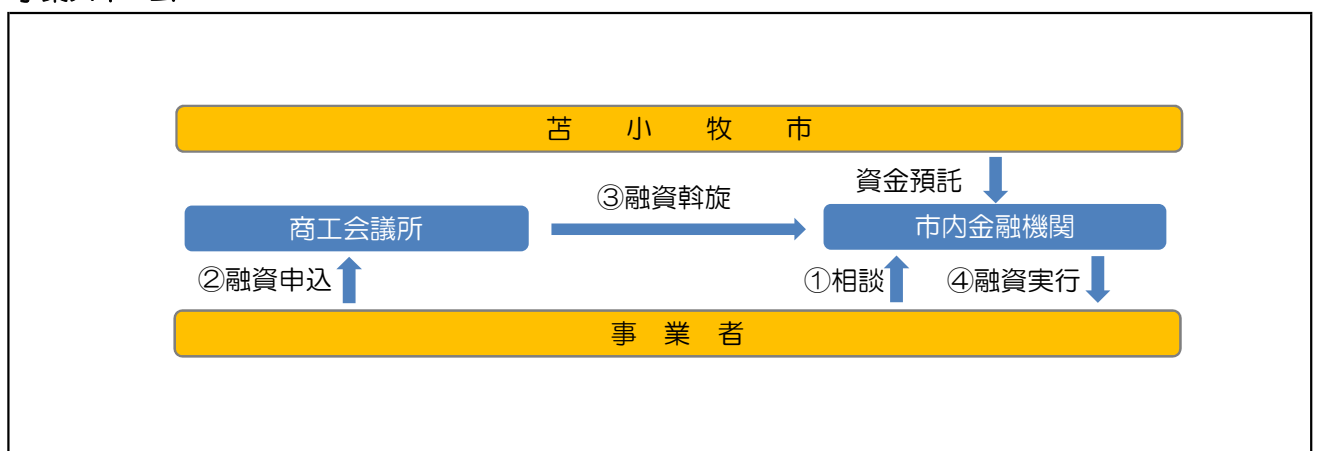 苫小牧市
資金預託
③融資斡旋
商工会議所
市内金融機関
②融資申込
①相談
④融資実行
事業者